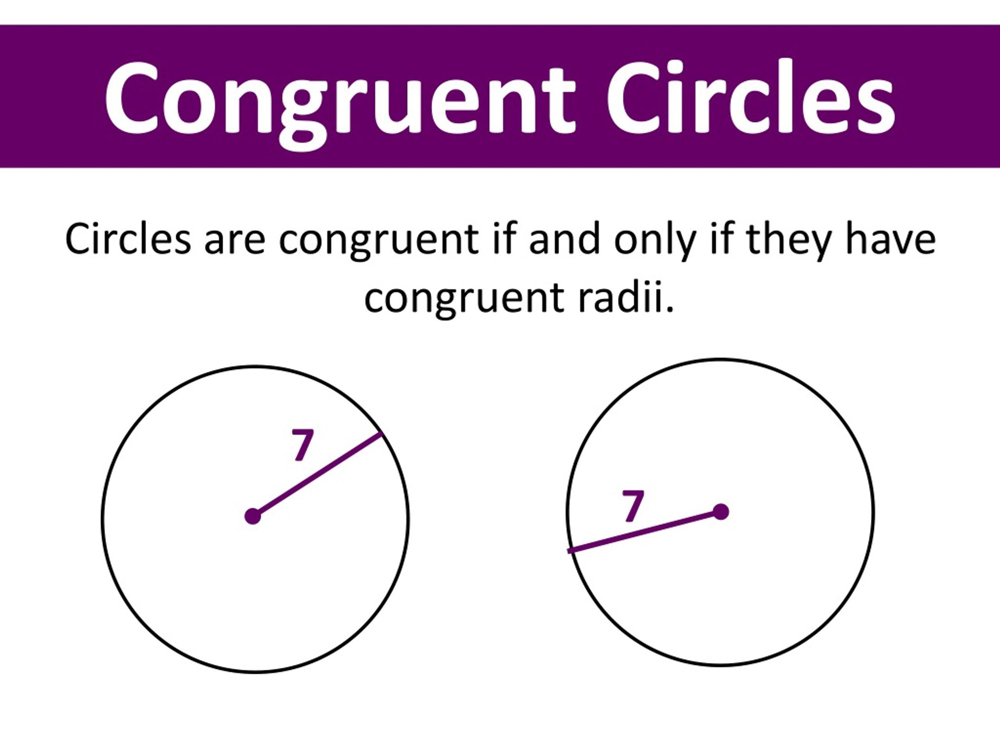 Congruent Circles
Circles are congruent if and only if they have
congruent radii.
7
7